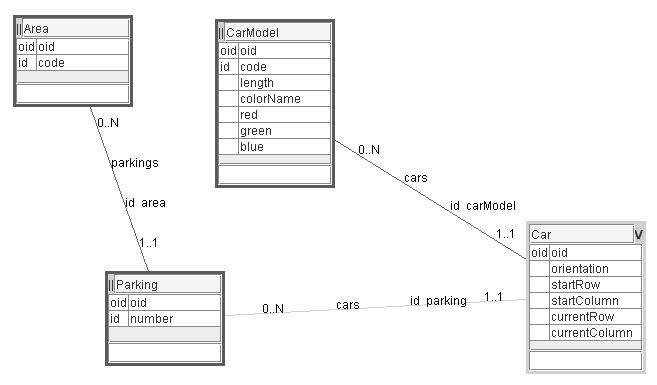 Area
oid oid
id code
CarModel
oid oid
id code
length
colorName
red
green
blue
0..N
parkings
id area
1..1
0..N
cars
id carModel
1..1
Car V
oid oid
orientation
startRow
startColumn
currentRow
currentColumn
Parking
oid oid
id number
0..N
cars
id parking
1..1